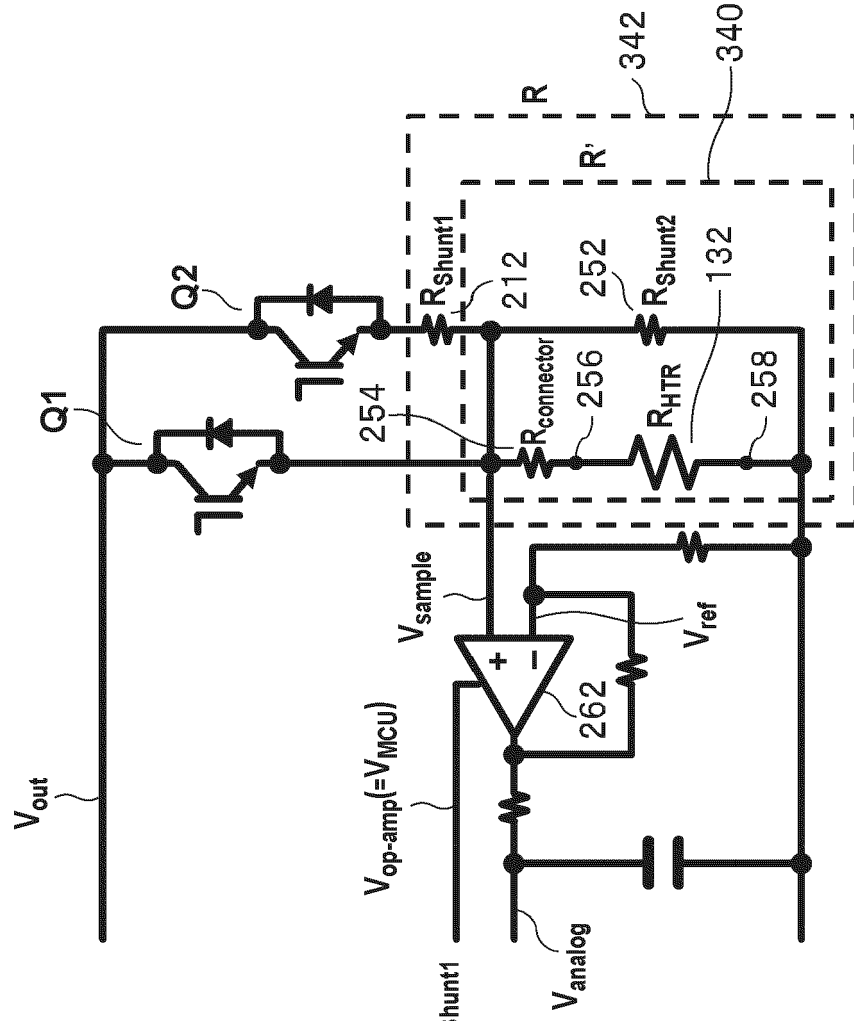 342
340
R
R'
Q2
Q1
RShunt1
212
252
RShunt2
132
254
Rconnector
256
RHTR
258
Vsample
+
−
Vref
262
Vout
Vop-amp(=VMCU)
Vanalog
hunt1